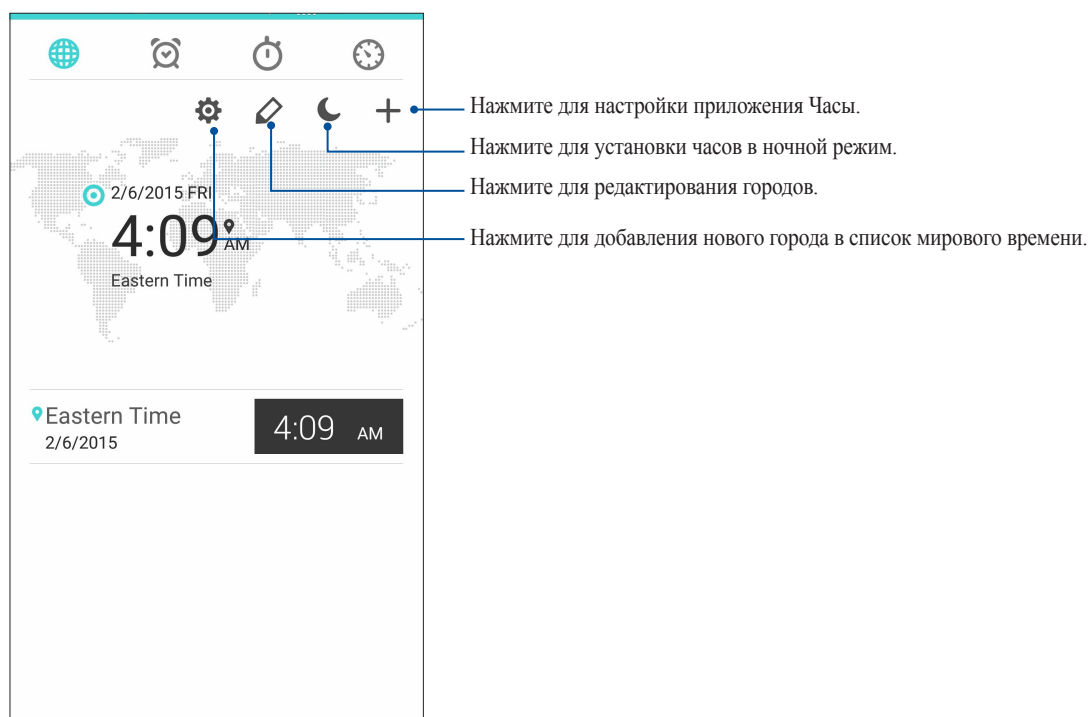 Нажмите для настройки приложения Часы.
Нажмите для установки часов в ночной режим.
Нажмите для редактирования городов.
2/6/2015 FRI
4:09 AM
Нажмите для добавления нового города в список мирового времени.
Eastern Time
Eastern Time
2/6/2015
4:09 AM